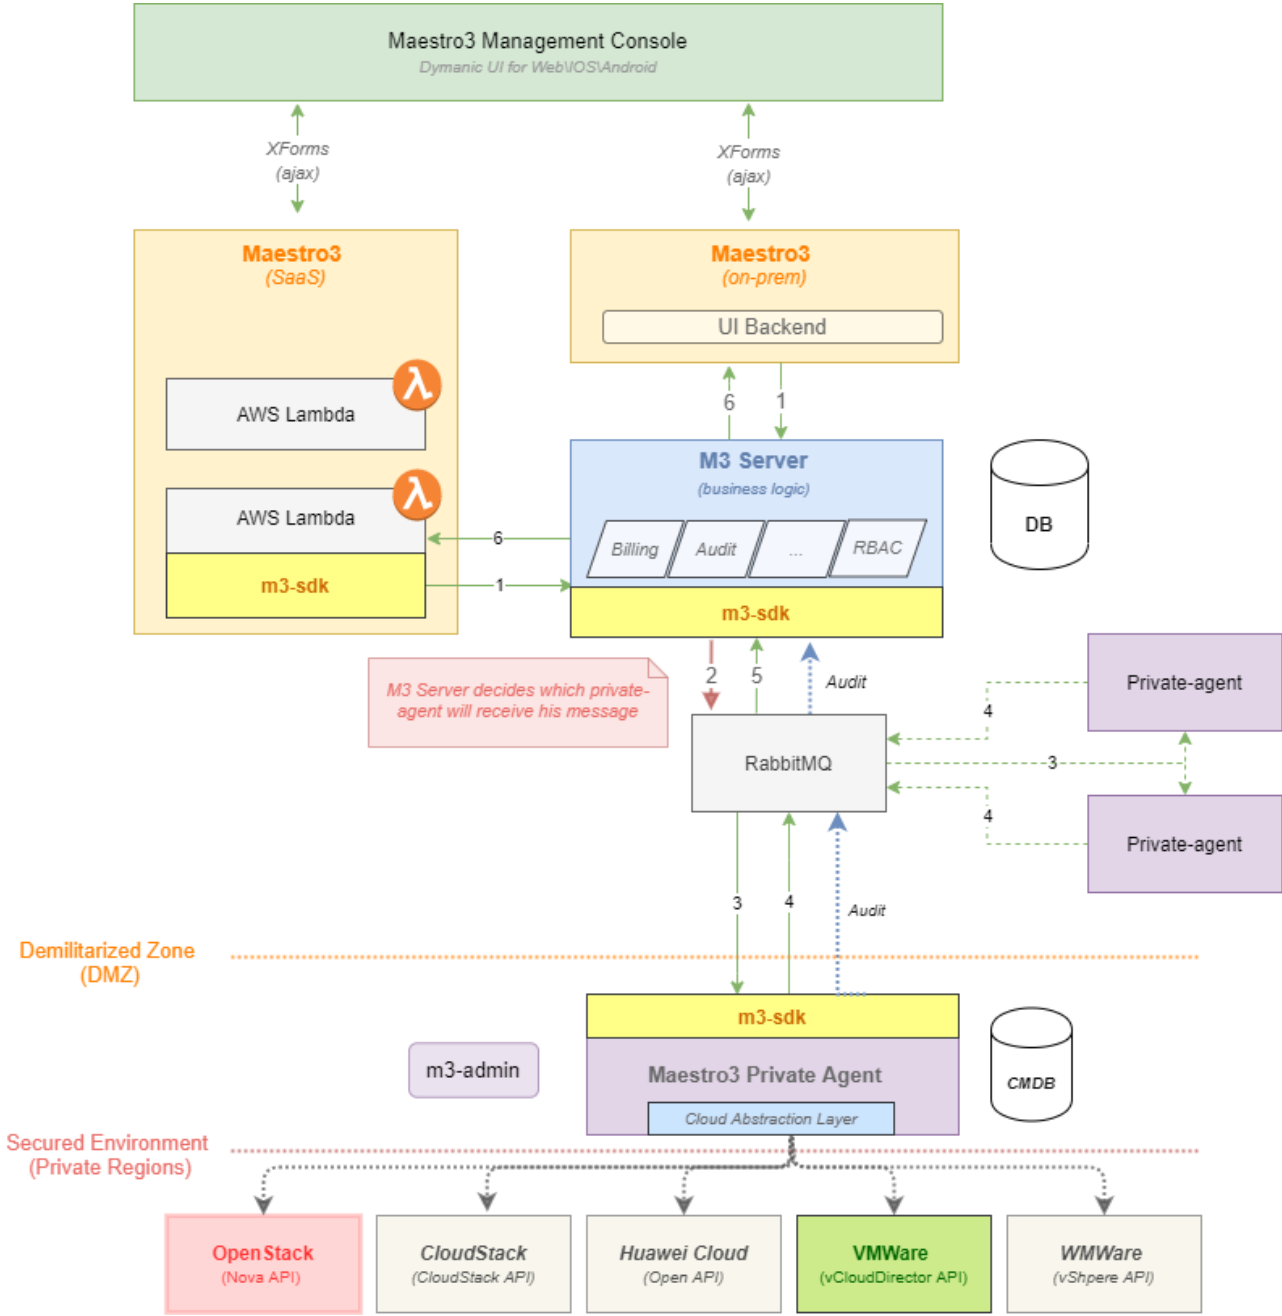 Maestro3 Management Console
Dymanic UI for Web\IOS\Android
XForms
(ajax)
XForms
(ajax)
Maestro3
(SaaS)
Maestro3
(on-prem)
UI Backend
λ
AWS Lambda
6
1
M3 Server
(business logic)
λ
AWS Lambda
6
Billing
Audit
...
RBAC
DB
m3-sdk
1
m3-sdk
M3 Server decides which private-
agent will receive his message
2
5
Audit
Private-agent
4
RabbitMQ
3
4
Private-agent
3
4
Audit
Demilitarized Zone
(DMZ)
m3-sdk
m3-admin
Maestro3 Private Agent
CMDB
Cloud Abstraction Layer
Secured Environment
(Private Regions)
OpenStack
(Nova API)
CloudStack
(CloudStack API)
Huawei Cloud
(Open API)
VMWare
(vCloudDirector API)
WMWare
(vShpere API)